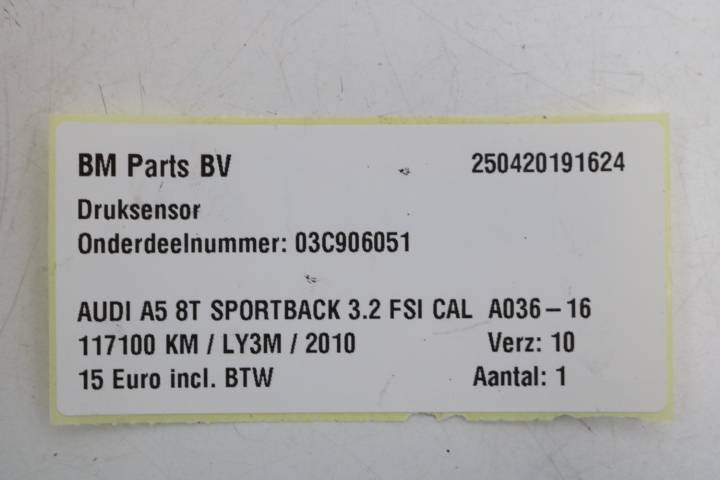 BM Parts BV 250420191624
Druksensor
Onderdeelnummer: 03C906051
AUDI A5 8T SPORTBACK 3.2 FSI CAL A036-16
117100 KM / LY3M / 2010 Verz: 10
15 Euro incl. BTW Aantal: 1